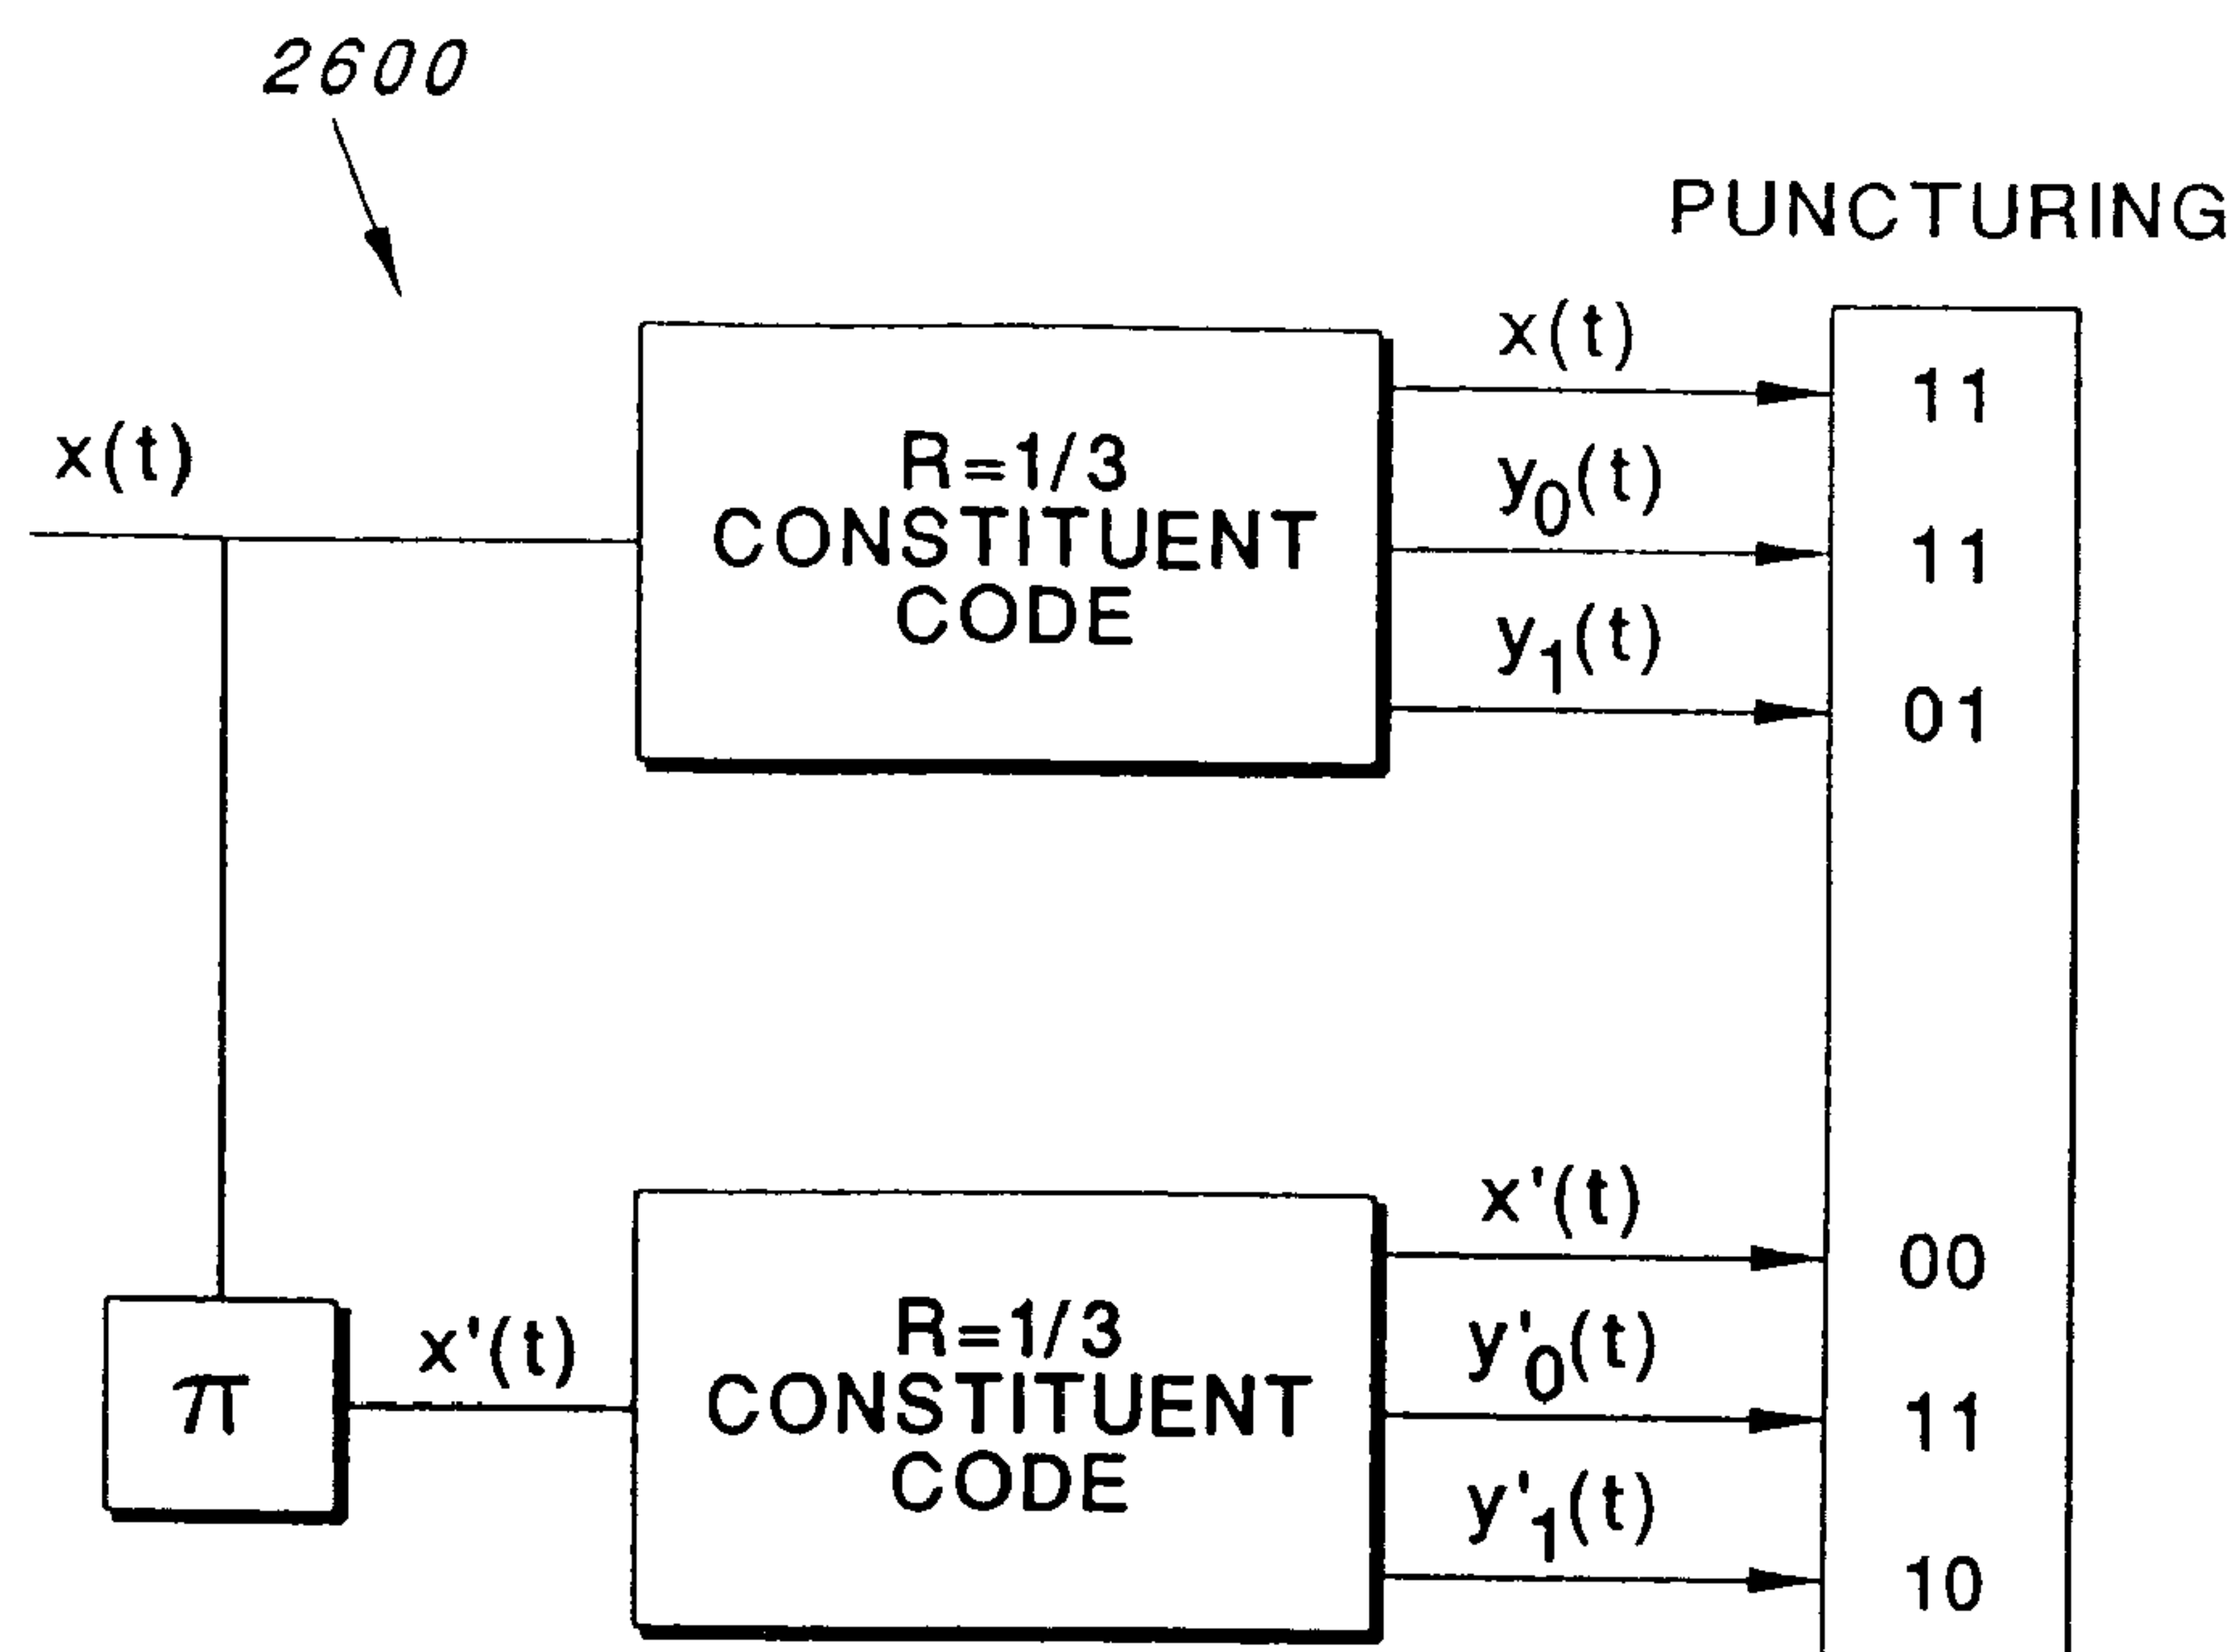 2600
PUNCTURING
x(t)
R=1/3
CONSTITUENT
CODE
x(t)
y0(t)
y1(t)
11
11
01
π
x'(t)
R=1/3
CONSTITUENT
CODE
x'(t)
y'0(t)
y'1(t)
00
11
10